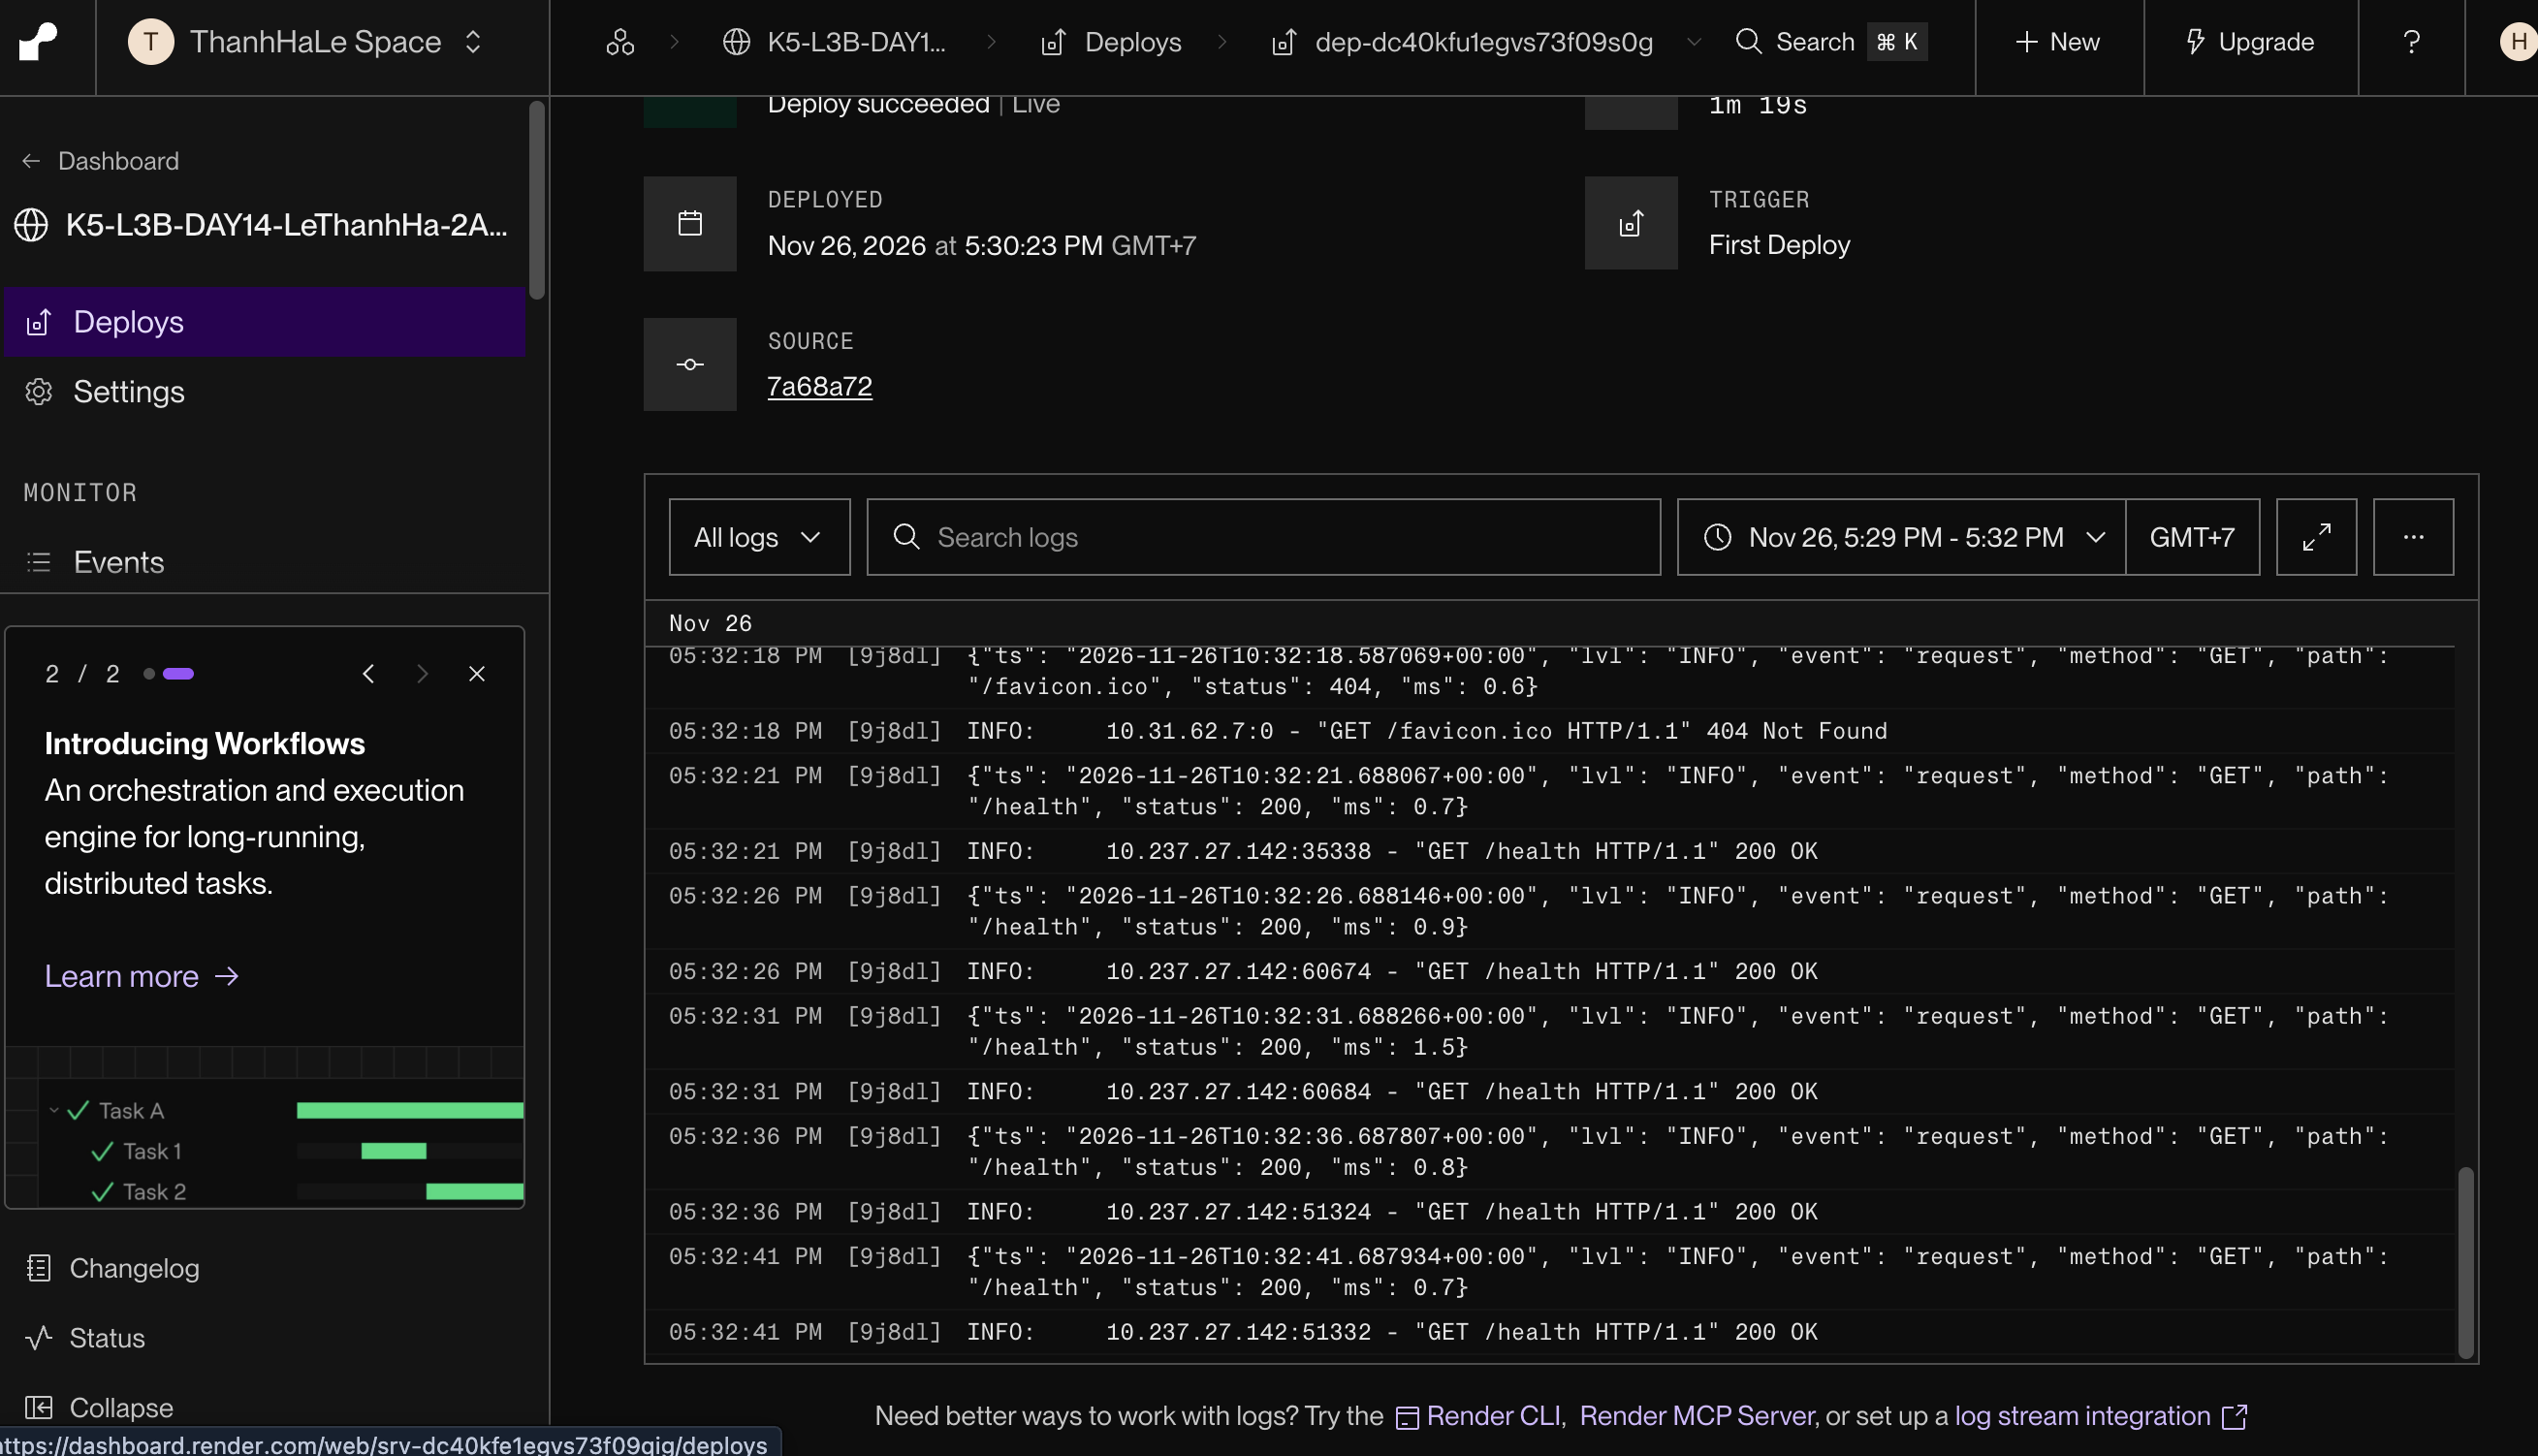 T ThanhHaLe Space
K5-L3B-DAY1... Deploys dep-dc40kfu1egvs73f09s0g Search ⌘ K + New Upgrade ? H
← Dashboard
K5-L3B-DAY14-LeThanhHa-2A...
Deploys
Settings
MONITOR
Events
2 / 2
Introducing Workflows
An orchestration and execution
engine for long-running,
distributed tasks.
Learn more →
Task A
Task 1
Task 2
Changelog
Status
Collapse
Deploy succeeded | Live
1m 19s
DEPLOYED
Nov 26, 2026 at 5:30:23 PM GMT+7
TRIGGER
First Deploy
SOURCE
7a68a72
All logs Search logs Nov 26, 5:29 PM - 5:32 PM GMT+7 ...
Nov 26
05:32:18 PM [9j8dl] {"ts": "2026-11-26T10:32:18.587069+00:00", "lvl": "INFO", "event": "request", "method": "GET", "path":
"/favicon.ico", "status": 404, "ms": 0.6}
05:32:18 PM [9j8dl] INFO: 10.31.62.7:0 - "GET /favicon.ico HTTP/1.1" 404 Not Found
05:32:21 PM [9j8dl] {"ts": "2026-11-26T10:32:21.688067+00:00", "lvl": "INFO", "event": "request", "method": "GET", "path":
"/health", "status": 200, "ms": 0.7}
05:32:21 PM [9j8dl] INFO: 10.237.27.142:35338 - "GET /health HTTP/1.1" 200 OK
05:32:26 PM [9j8dl] {"ts": "2026-11-26T10:32:26.688146+00:00", "lvl": "INFO", "event": "request", "method": "GET", "path":
"/health", "status": 200, "ms": 0.9}
05:32:26 PM [9j8dl] INFO: 10.237.27.142:60674 - "GET /health HTTP/1.1" 200 OK
05:32:31 PM [9j8dl] {"ts": "2026-11-26T10:32:31.688266+00:00", "lvl": "INFO", "event": "request", "method": "GET", "path":
"/health", "status": 200, "ms": 1.5}
05:32:31 PM [9j8dl] INFO: 10.237.27.142:60684 - "GET /health HTTP/1.1" 200 OK
05:32:36 PM [9j8dl] {"ts": "2026-11-26T10:32:36.687807+00:00", "lvl": "INFO", "event": "request", "method": "GET", "path":
"/health", "status": 200, "ms": 0.8}
05:32:36 PM [9j8dl] INFO: 10.237.27.142:51324 - "GET /health HTTP/1.1" 200 OK
05:32:41 PM [9j8dl] {"ts": "2026-11-26T10:32:41.687934+00:00", "lvl": "INFO", "event": "request", "method": "GET", "path":
"/health", "status": 200, "ms": 0.7}
05:32:41 PM [9j8dl] INFO: 10.237.27.142:51332 - "GET /health HTTP/1.1" 200 OK
Need better ways to work with logs? Try the Render CLI, Render MCP Server, or set up a log stream integration
https://dashboard.render.com/web/srv-dc40kfe1egvs73f09qig/deploys